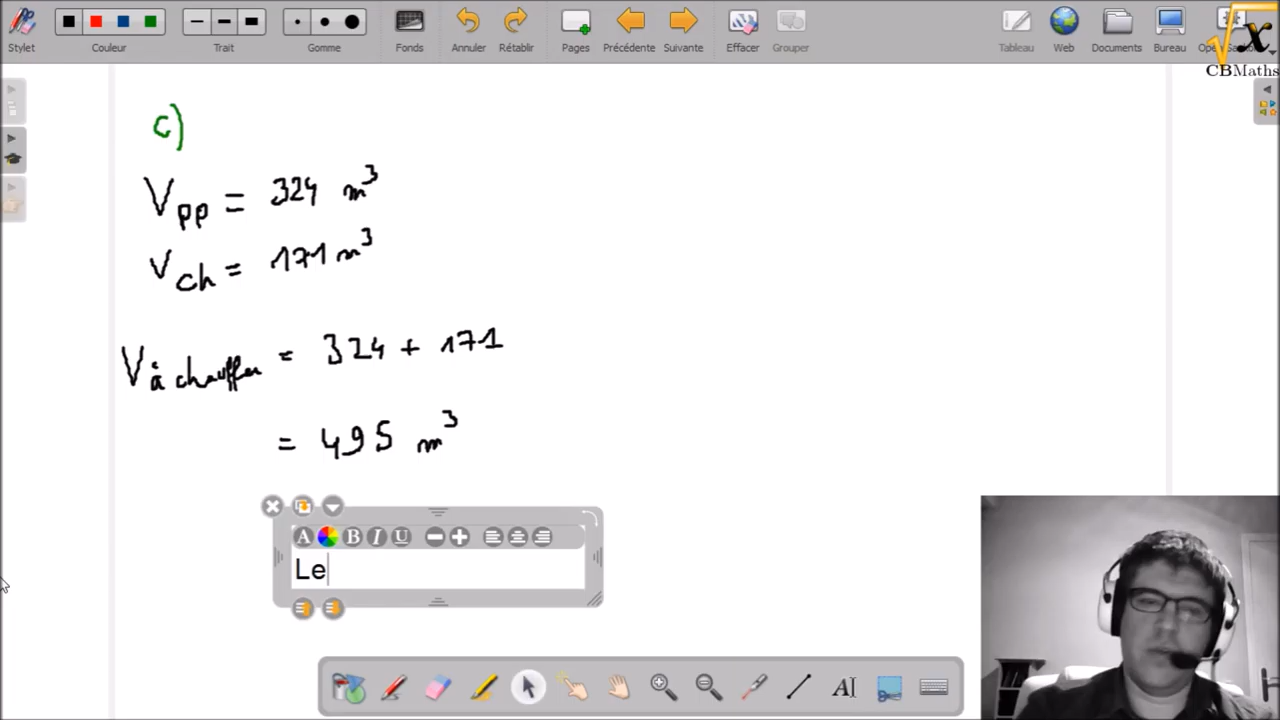 Stylet
Couleur
Trait
Gomme
Fonds
Annuler
Rétablir
Pages
Précédente
Suivante
Effacer
Grouper
Tableau
Web
Documents
Bureau
CBMaths
c)
Vpp = 324 m³
Vch = 171 m³
Và chauffer = 324 + 171
= 495 m³
A B I U
Le
AI